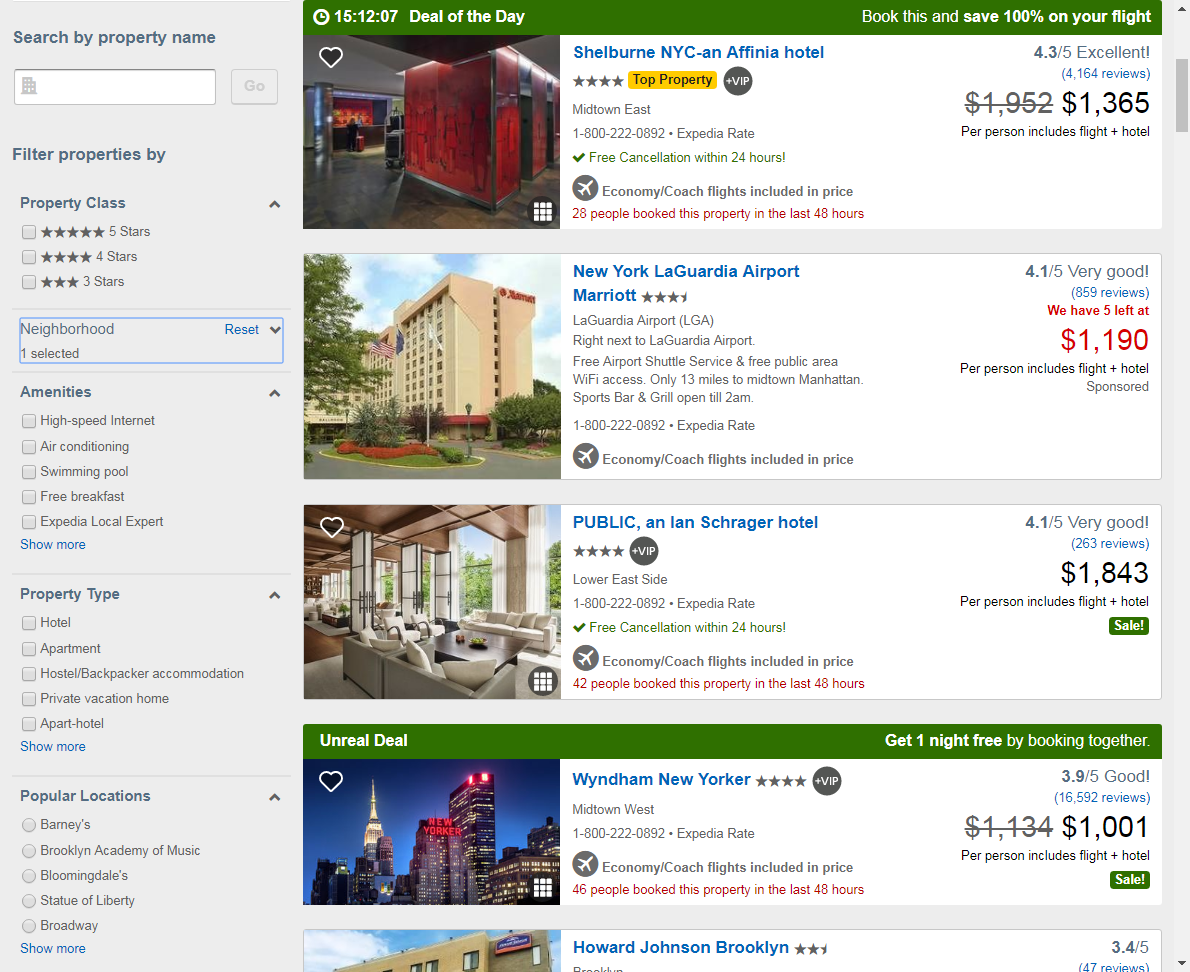 Search by property name
Go
Filter properties by
Property Class
5 Stars
4 Stars
3 Stars
Neighborhood Reset
1 selected
Amenities
High-speed Internet
Air conditioning
Swimming pool
Free breakfast
Expedia Local Expert
Show more
Property Type
Hotel
Apartment
Hostel/Backpacker accommodation
Private vacation home
Apart-hotel
Show more
Popular Locations
Barney's
Brooklyn Academy of Music
Bloomingdale's
Statue of Liberty
Broadway
Show more
15:12:07 Deal of the Day Book this and save 100% on your flight
Shelburne NYC-an Affinia hotel
Top Property +VIP
Midtown East
1-800-222-0892 • Expedia Rate
Free Cancellation within 24 hours!
Economy/Coach flights included in price
28 people booked this property in the last 48 hours
4.3/5 Excellent!
(4,164 reviews)
$1,952 $1,365
Per person includes flight + hotel
Marriott
New York LaGuardia Airport
Marriott
LaGuardia Airport (LGA)
Right next to LaGuardia Airport.
Free Airport Shuttle Service & free public area
WiFi access. Only 13 miles to midtown Manhattan.
Sports Bar & Grill open till 2am.
1-800-222-0892 • Expedia Rate
Economy/Coach flights included in price
4.1/5 Very good!
(859 reviews)
We have 5 left at
$1,190
Per person includes flight + hotel
Sponsored
PUBLIC, an Ian Schrager hotel
+VIP
Lower East Side
1-800-222-0892 • Expedia Rate
Free Cancellation within 24 hours!
Economy/Coach flights included in price
42 people booked this property in the last 48 hours
4.1/5 Very good!
(263 reviews)
$1,843
Per person includes flight + hotel
Sale!
Unreal Deal Get 1 night free by booking together.
NEW
YORKER
Wyndham New Yorker +VIP
Midtown West
1-800-222-0892 • Expedia Rate
Economy/Coach flights included in price
46 people booked this property in the last 48 hours
3.9/5 Good!
(16,592 reviews)
$1,134 $1,001
Per person includes flight + hotel
Sale!
Howard Johnson Brooklyn
Brooklyn
3.4/5
(47 reviews)